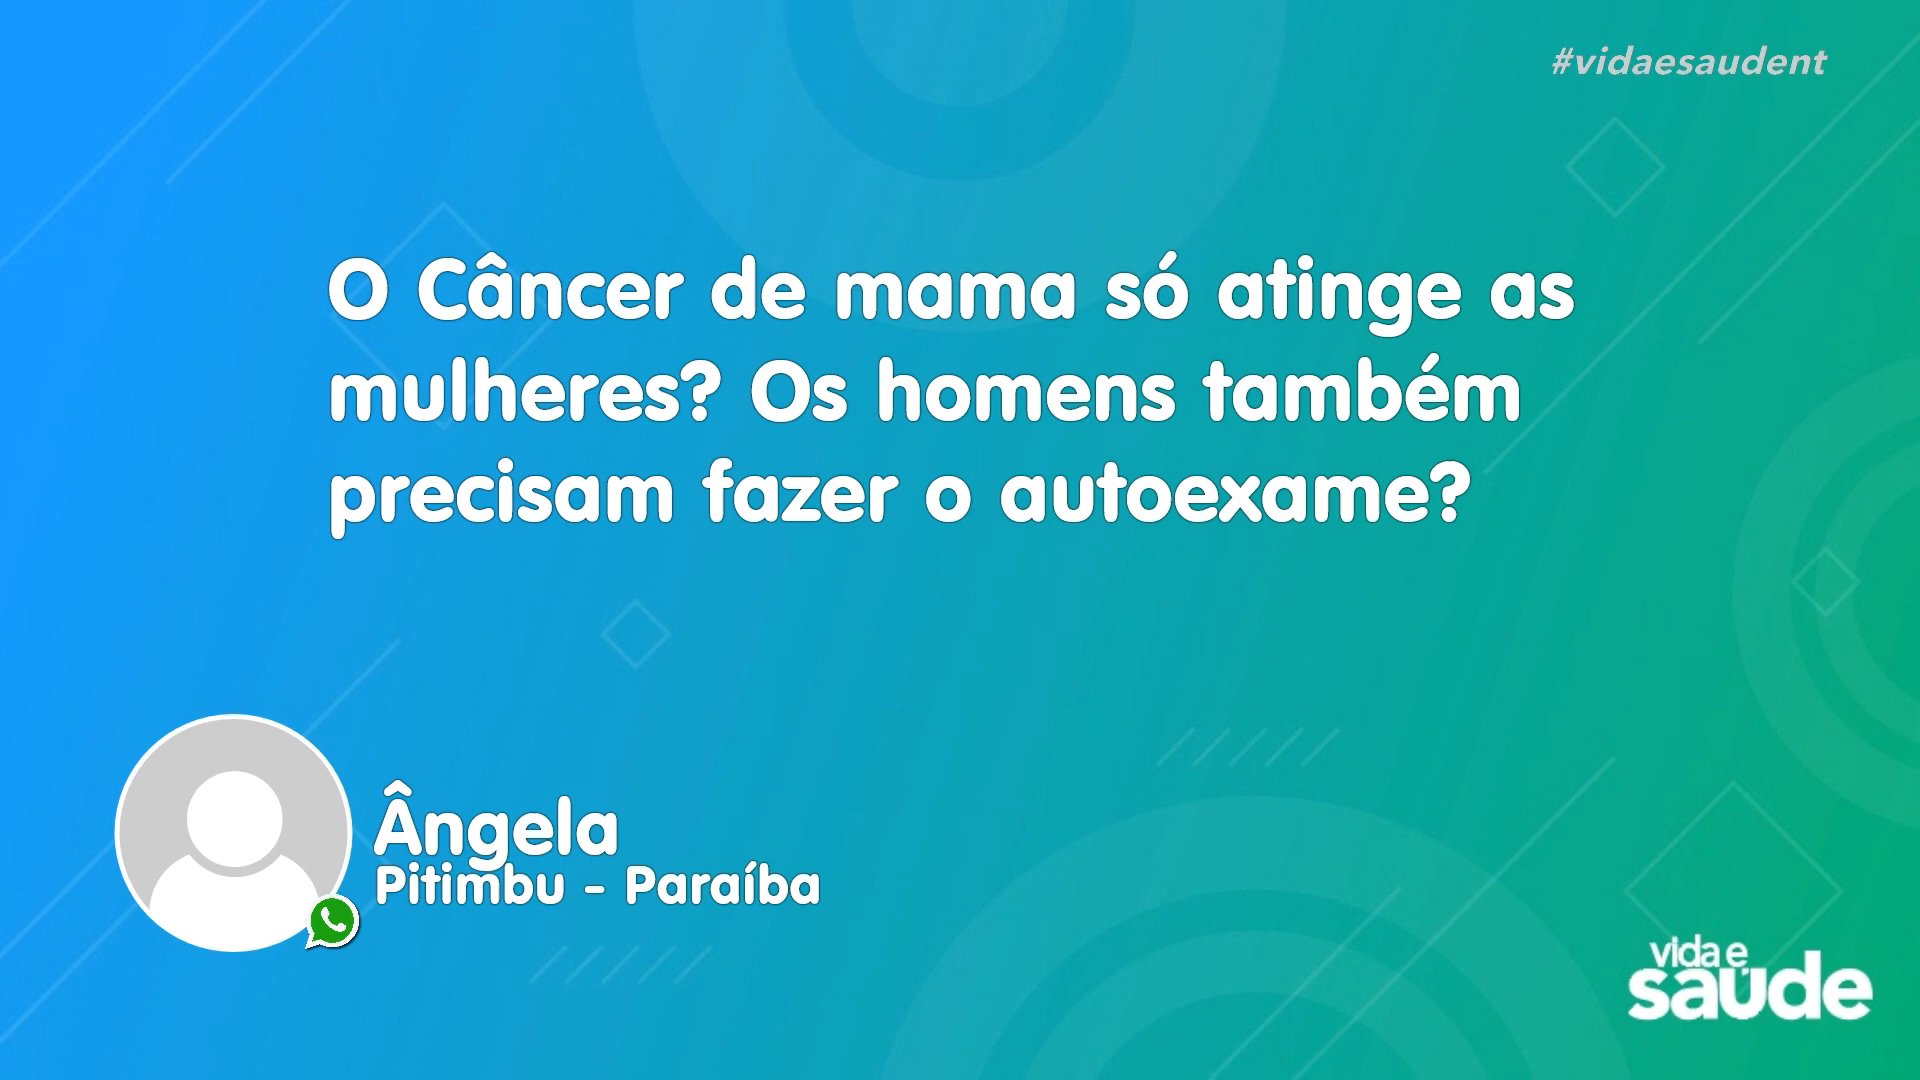 #vidaesaudent
O Câncer de mama só atinge as
mulheres? Os homens também
precisam fazer o autoexame?
Ângela
Pitimbu - Paraíba
vida e
saúde